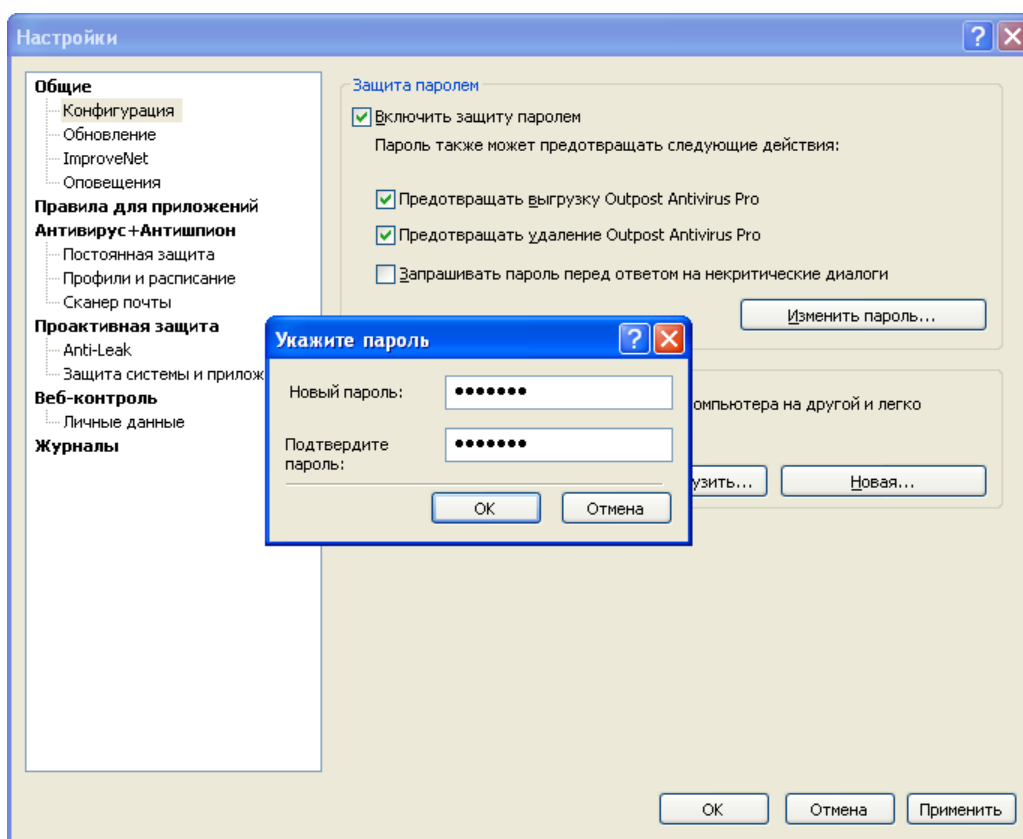 Настройки
Общие
Конфигурация
Обновление
ImproveNet
Оповещения
Правила для приложений
Антивирус+Антишпион
Постоянная защита
Профили и расписание
Сканер почты
Проактивная защита
Anti-Leak
Защита системы и прилож
Веб-контроль
Личные данные
Журналы
Защита паролем
Включить защиту паролем
Пароль также может предотвращать следующие действия:
Предотвращать выгрузку Outpost Antivirus Pro
Предотвращать удаление Outpost Antivirus Pro
Запрашивать пароль перед ответом на некритические диалоги
Изменить пароль...
омпьютера на другой и легко
узить...
Новая...
Укажите пароль
Новый пароль:
•••••••
Подтвердите
пароль:
•••••••
ОК
Отмена
ОК
Отмена
Применить